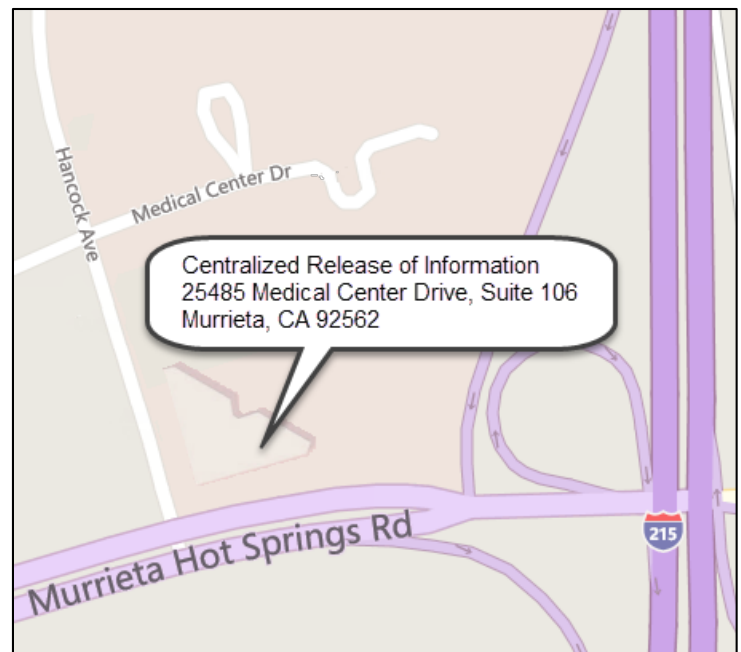 Hancock Ave
Medical Center Dr
Centralized Release of Information
25485 Medical Center Drive, Suite 106
Murrieta, CA 92562
Murrieta Hot Springs Rd
215